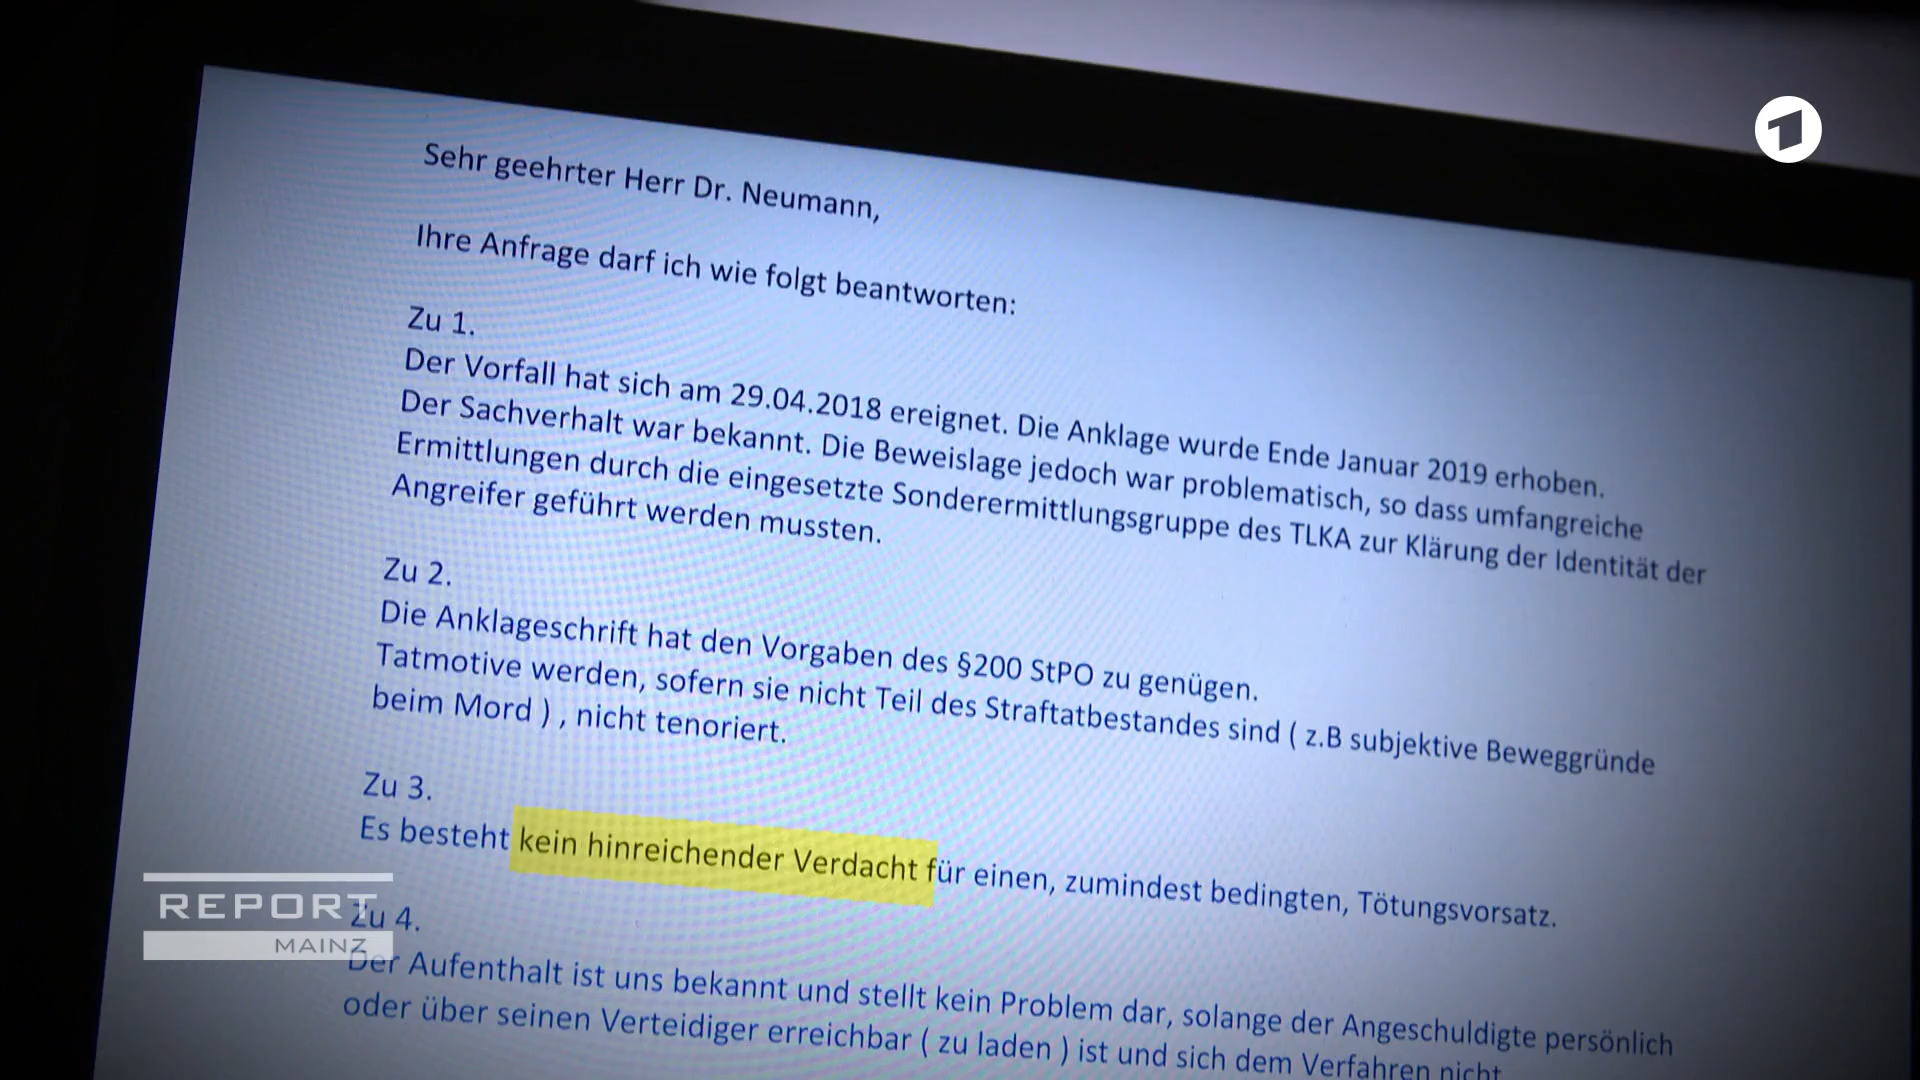 Sehr geehrter Herr Dr. Neumann,
Ihre Anfrage darf ich wie folgt beantworten:
Zu 1.
Der Vorfall hat sich am 29.04.2018 ereignet. Die Anklage wurde Ende Januar 2019 erhoben.
Der Sachverhalt war bekannt. Die Beweislage jedoch war problematisch, so dass umfangreiche
Ermittlungen durch die eingesetzte Sonderermittlungsgruppe des TLKA zur Klärung der Identität der
Angreifer geführt werden mussten.
Zu 2.
Die Anklageschrift hat den Vorgaben des §200 StPO zu genügen.
Tatmotive werden, sofern sie nicht Teil des Straftatbestandes sind ( z.B subjektive Beweggründe
beim Mord ) , nicht tenoriert.
Zu 3.
Es besteht kein hinreichender Verdacht für einen, zumindest bedingten, Tötungsvorsatz.
Zu 4.
Der Aufenthalt ist uns bekannt und stellt kein Problem dar, solange der Angeschuldigte persönlich
oder über seinen Verteidiger erreichbar ( zu laden ) ist und sich dem Verfahren nicht
REPORT
MAINZ
1